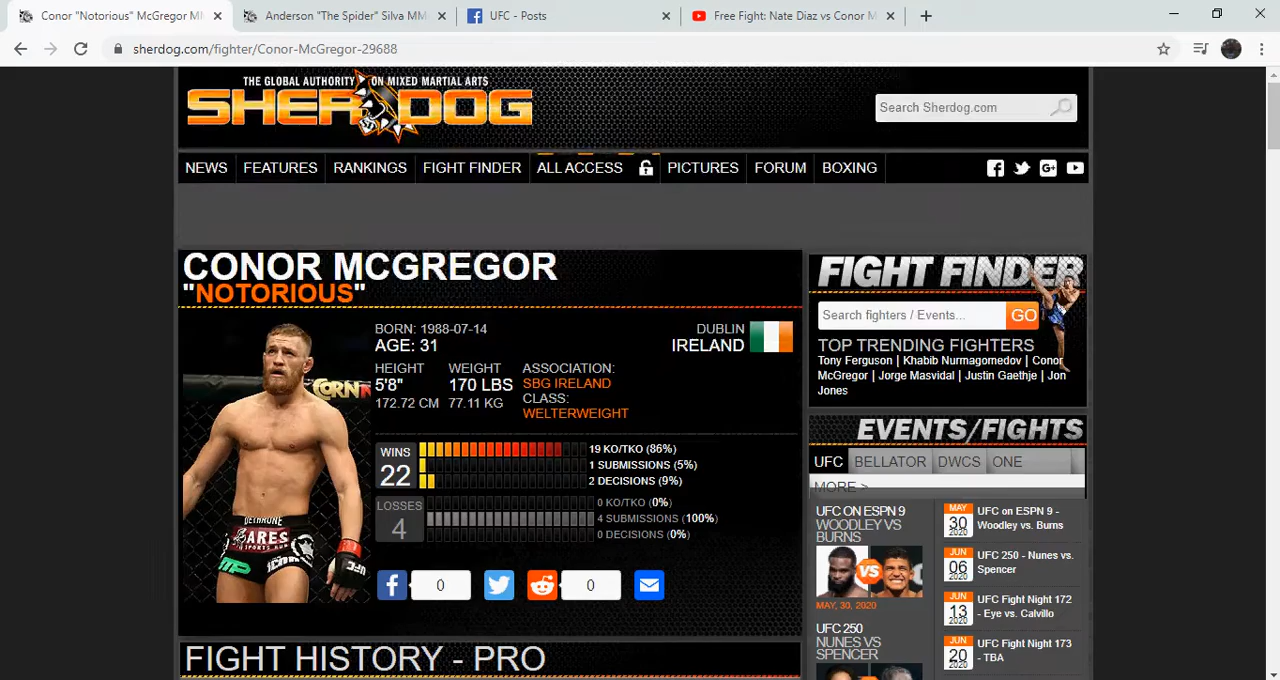 Conor "Notorious" McGregor MM
Anderson "The Spider" Silva MM
UFC - Posts
Free Fight: Nate Diaz vs Conor M
sherdog.com/fighter/Conor-McGregor-29688
THE GLOBAL AUTHORITY ON MIXED MARTIAL ARTS
SHERDOG
Search Sherdog.com
NEWS FEATURES RANKINGS FIGHT FINDER ALL ACCESS PICTURES FORUM BOXING
CONOR MCGREGOR
"NOTORIOUS"
BORN: 1988-07-14
AGE: 31
DUBLIN
IRELAND
HEIGHT
5'8"
172.72 CM
WEIGHT
170 LBS
77.11 KG
ASSOCIATION:
SBG IRELAND
CLASS:
WELTERWEIGHT
WINS
22
19 KO/TKO (86%)
1 SUBMISSIONS (5%)
2 DECISIONS (9%)
LOSSES
4
0 KO/TKO (0%)
4 SUBMISSIONS (100%)
0 DECISIONS (0%)
0
0
FIGHT HISTORY - PRO
FIGHT FINDER
Search fighters / Events...
GO
TOP TRENDING FIGHTERS
Tony Ferguson | Khabib Nurmagomedov | Conor
McGregor | Jorge Masvidal | Justin Gaethje | Jon
Jones
EVENTS/FIGHTS
UFC BELLATOR DWCS ONE
MORE >
UFC ON ESPN 9
WOODLEY VS
BURNS
VS
MAY, 30, 2020
UFC 250
NUNES VS
SPENCER
MAY
30
2020
UFC on ESPN 9 -
Woodley vs. Burns
JUN
06
2020
UFC 250 - Nunes vs.
Spencer
JUN
13
2020
UFC Fight Night 172
- Eye vs. Calvillo
JUN
20
2020
UFC Fight Night 173
- TBA